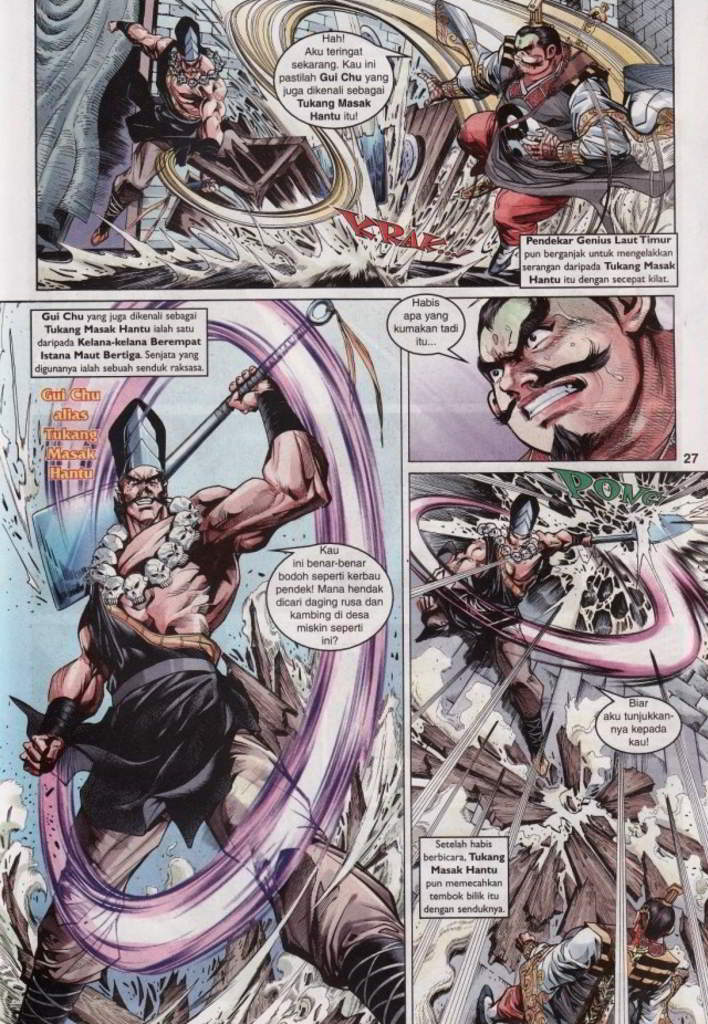 Hah!
Aku teringat
sekarang. Kau ini
pastilah Gui Chu yang
juga dikenali sebagai
Tukang Masak
Hantu itu!
KRAK
Pendekar Genius Laut Timur
pun berganjak untuk mengelakkan
serangan daripada Tukang Masak
Hantu itu dengan secepat kilat.
Gui Chu yang juga dikenali sebagai
Tukang Masak Hantu ialah salah satu
daripada Kelana-kelana Berempat
Istana Maut Bertiga. Senjata yang
digunanya ialah sebuah senduk raksasa.
Gui Chu
alias
Tukang
Masak
Hantu
Kau
ini benar-benar
bodoh seperti kerbau
pendek! Mana hendak
dicari daging rusa dan
kambing di desa
miskin seperti
ini?
Habis
apa yang
kumakan tadi
itu...
27
PONG
Biar
aku tunjukkan-
nya kepada
kau!
Setelah habis
berbicara, Tukang
Masak Hantu
pun memecahkan
tembok bilik itu
dengan senduknya.